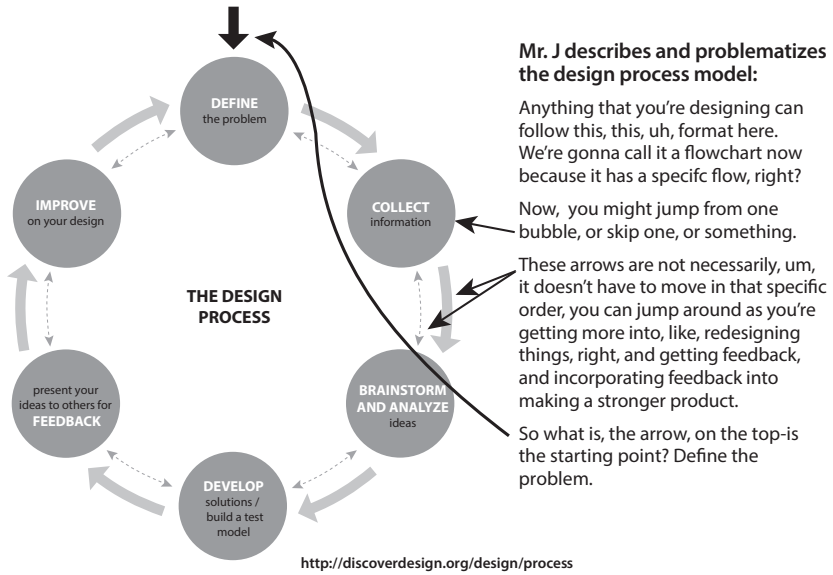 DEFINE
the problem
COLLECT
information
BRAINSTORM
AND ANALYZE
ideas
DEVELOP
solutions /
build a test
model
present your
ideas to others for
FEEDBACK
IMPROVE
on your design
THE DESIGN
PROCESS
Mr. J describes and problematizes
the design process model:
Anything that you're designing can
follow this, this, uh, format here.
We're gonna call it a flowchart now
because it has a specifc flow, right?
Now, you might jump from one
bubble, or skip one, or something.
These arrows are not necessarily, um,
it doesn't have to move in that specific
order, you can jump around as you're
getting more into, like, redesigning
things, right, and getting feedback,
and incorporating feedback into
making a stronger product.
So what is, the arrow, on the top-is
the starting point? Define the
problem.
http://discoverdesign.org/design/process